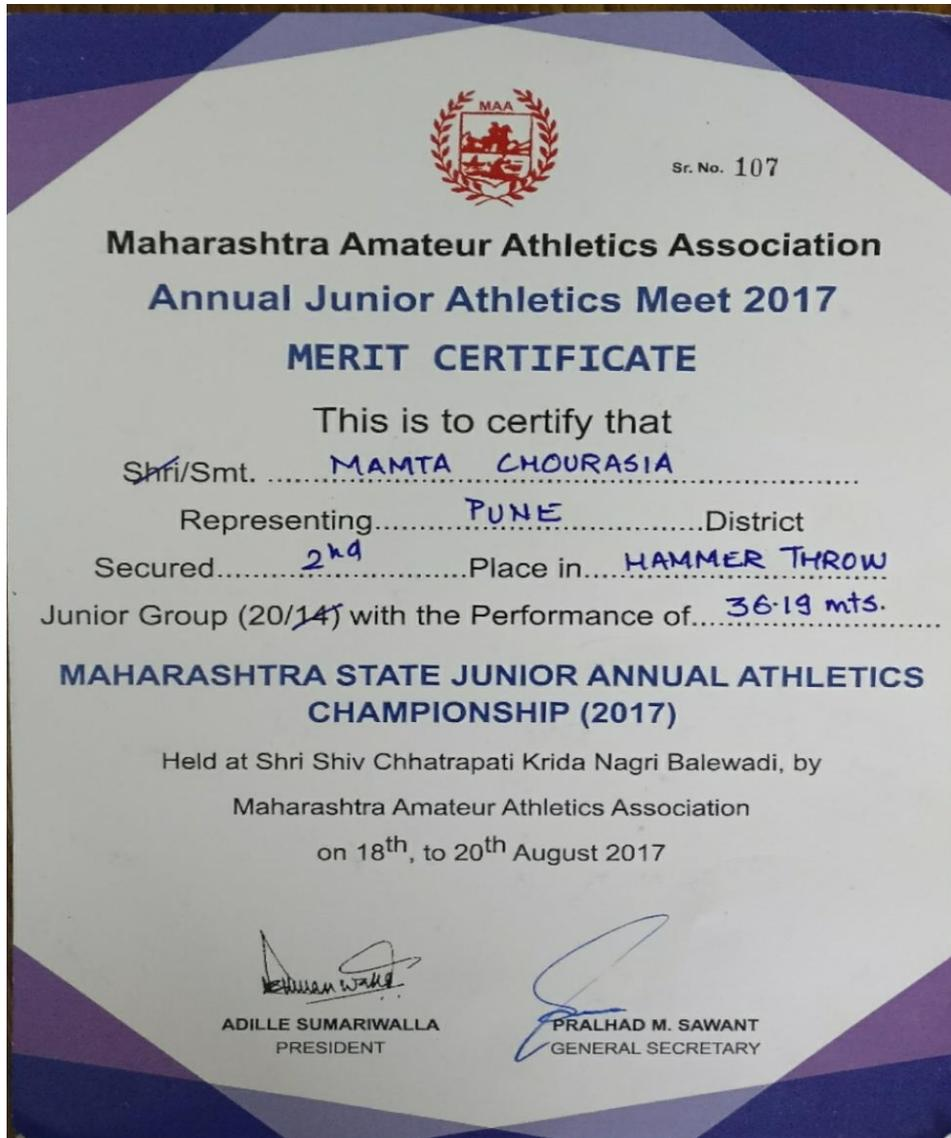 MAA
Sr. No. 107
Maharashtra Amateur Athletics Association
Annual Junior Athletics Meet 2017
MERIT CERTIFICATE
This is to certify that
Shri/Smt. MAMTA CHOURASIA
Representing PUNE District
Secured 2nd Place in HAMMER THROW
Junior Group (20/14) with the Performance of 36.19 mts.
MAHARASHTRA STATE JUNIOR ANNUAL ATHLETICS
CHAMPIONSHIP (2017)
Held at Shri Shiv Chhatrapati Krida Nagri Balewadi, by
Maharashtra Amateur Athletics Association
on 18th, to 20th August 2017
ADILLE SUMARIWALLA
PRESIDENT
PRALHAD M. SAWANT
GENERAL SECRETARY